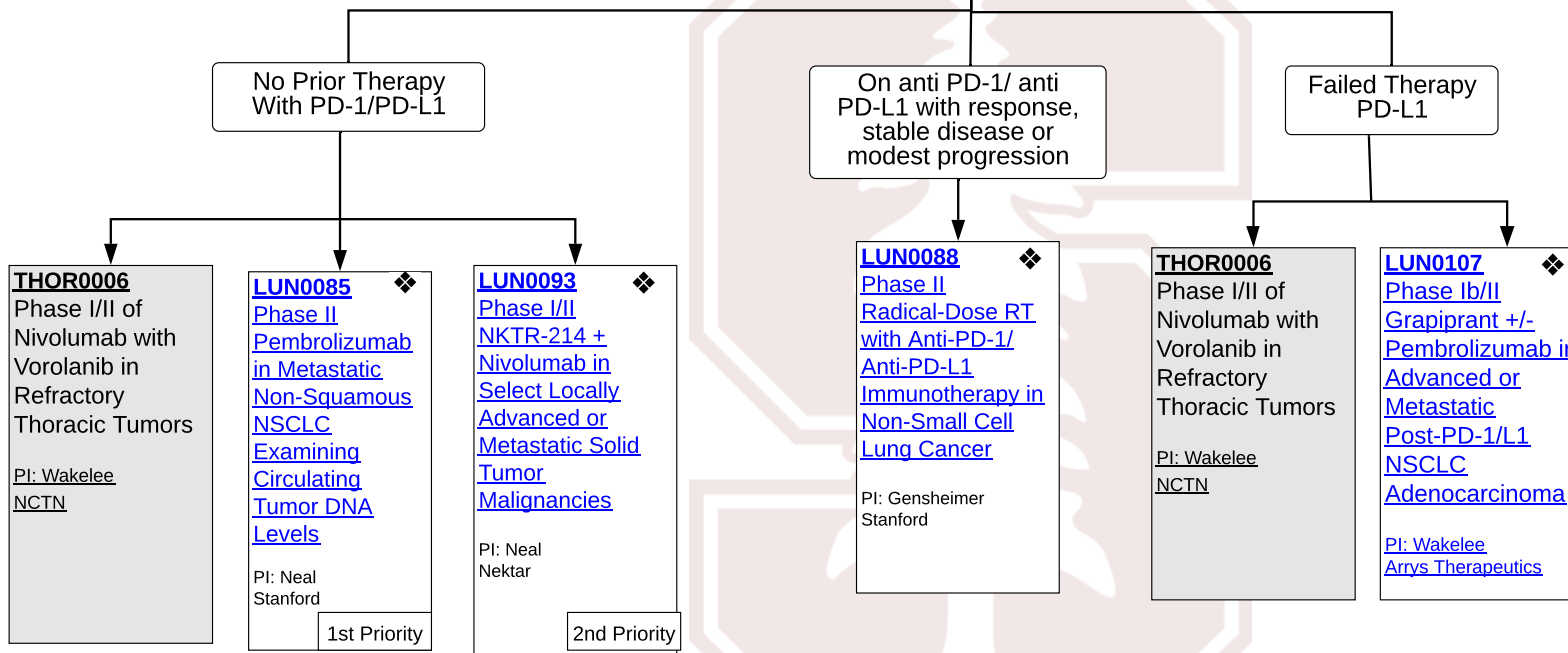 No Prior Therapy
With PD-1/PD-L1
On anti PD-1/ anti
PD-L1 with response,
stable disease or
modest progression
Failed Therapy
PD-L1
THOR0006
Phase I/II of
Nivolumab with
Vorolanib in
Refractory
Thoracic Tumors
PI: Wakelee
NCTN
LUN0085
Phase II
Pembrolizumab
in Metastatic
Non-Squamous
NSCLC
Examining
Circulating
Tumor DNA
Levels
PI: Neal
Stanford
1st Priority
LUN0093
Phase I/II
NKTR-214 +
Nivolumab in
Select Locally
Advanced or
Metastatic Solid
Tumor
Malignancies
PI: Neal
Nektar
2nd Priority
LUN0088
Phase II
Radical-Dose RT
with Anti-PD-1/
Anti-PD-L1
Immunotherapy in
Non-Small Cell
Lung Cancer
PI: Gensheimer
Stanford
THOR0006
Phase I/II of
Nivolumab with
Vorolanib in
Refractory
Thoracic Tumors
PI: Wakelee
NCTN
LUN0107
Phase Ib/II
Grapiprant +/-
Pembrolizumab in
Advanced or
Metastatic
Post-PD-1/L1
NSCLC
Adenocarcinoma
PI: Wakelee
Arrys Therapeutics